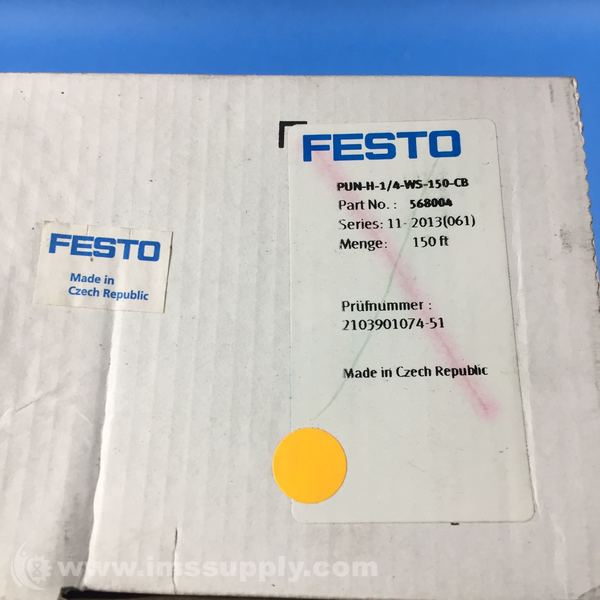 FESTO
Made in
Czech Republic
FESTO
PUN-H-1/4-WS-150-CB
Part No. : 568004
Series: 11- 2013(061)
Menge: 150 ft
Prüfnummer :
2103901074-51
Made in Czech Republic
www.imssupply.com